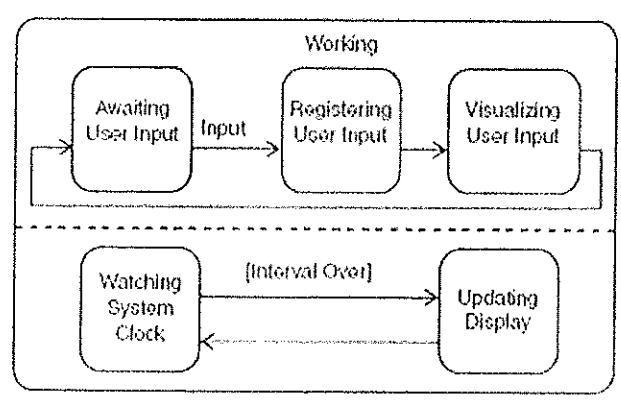 Working
Awaiting
User Input
Input
Registering
User Input
Visualizing
User Input
Watching
System
Clock
[Interval Over]
Updating
Display